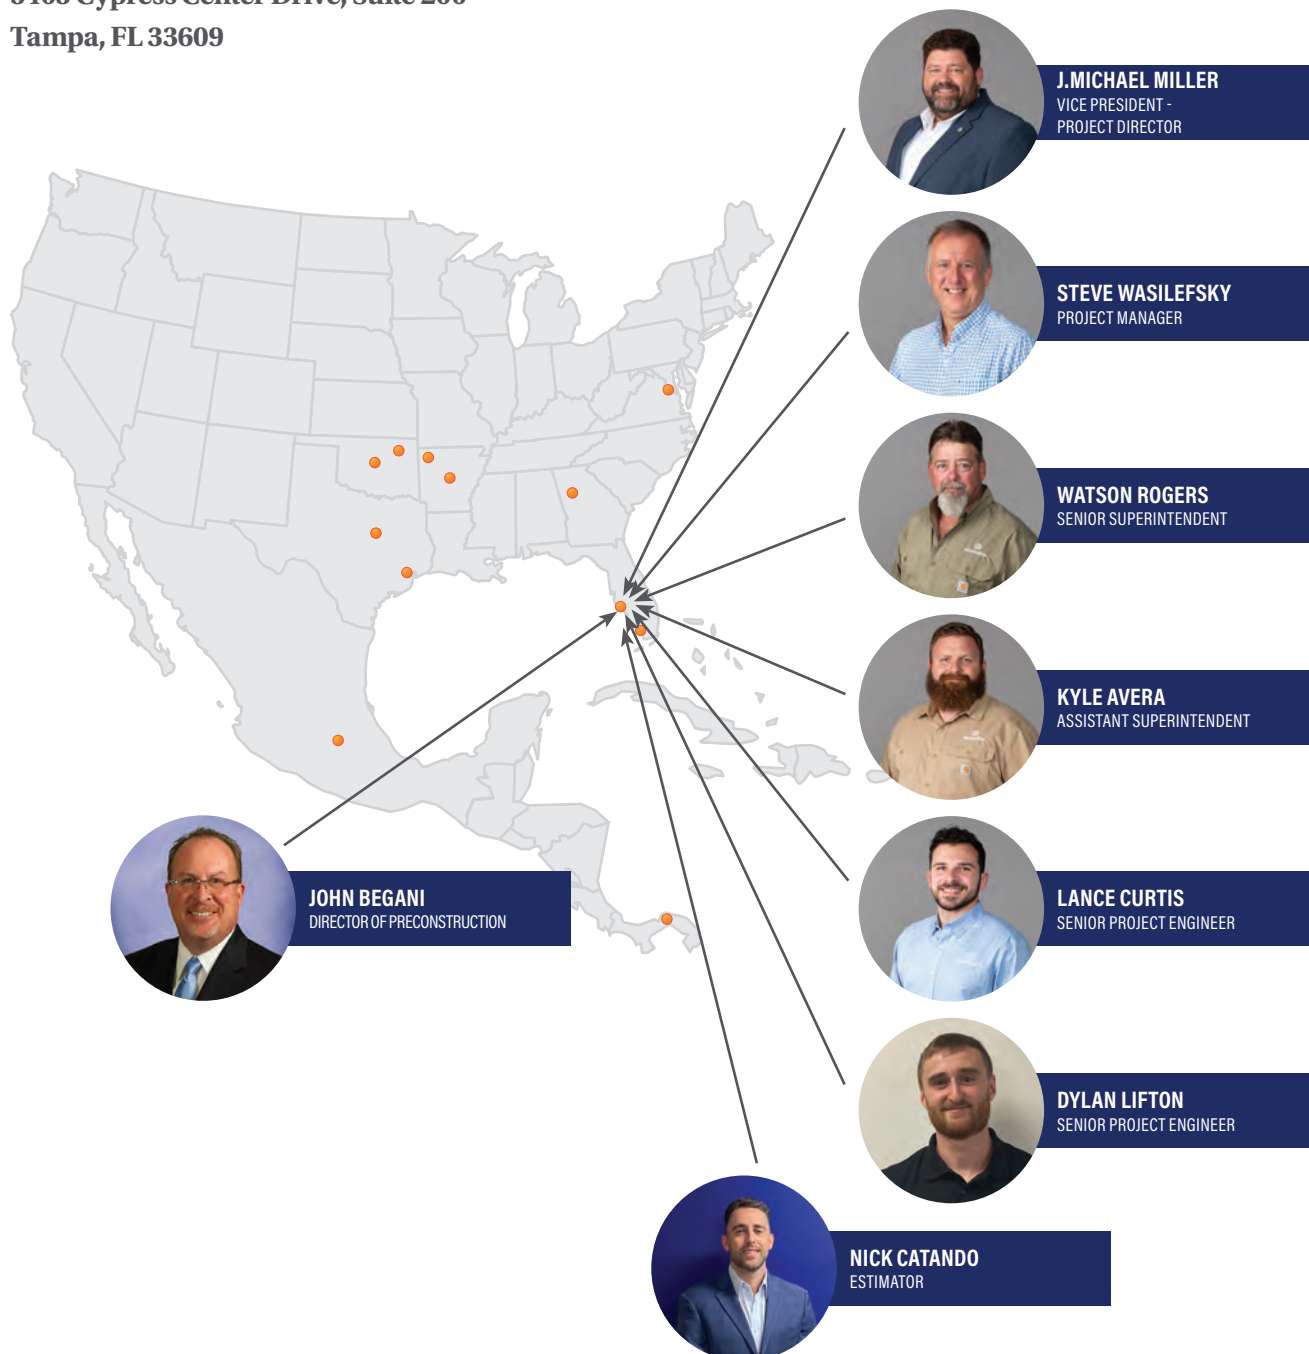 Tampa, FL 33609
J.MICHAEL MILLER
VICE PRESIDENT -
PROJECT DIRECTOR
STEVE WASILEFSKY
PROJECT MANAGER
WATSON ROGERS
SENIOR SUPERINTENDENT
KYLE AVERA
ASSISTANT SUPERINTENDENT
JOHN BEGANI
DIRECTOR OF PRECONSTRUCTION
LANCE CURTIS
SENIOR PROJECT ENGINEER
DYLAN LIFTON
SENIOR PROJECT ENGINEER
NICK CATANDO
ESTIMATOR